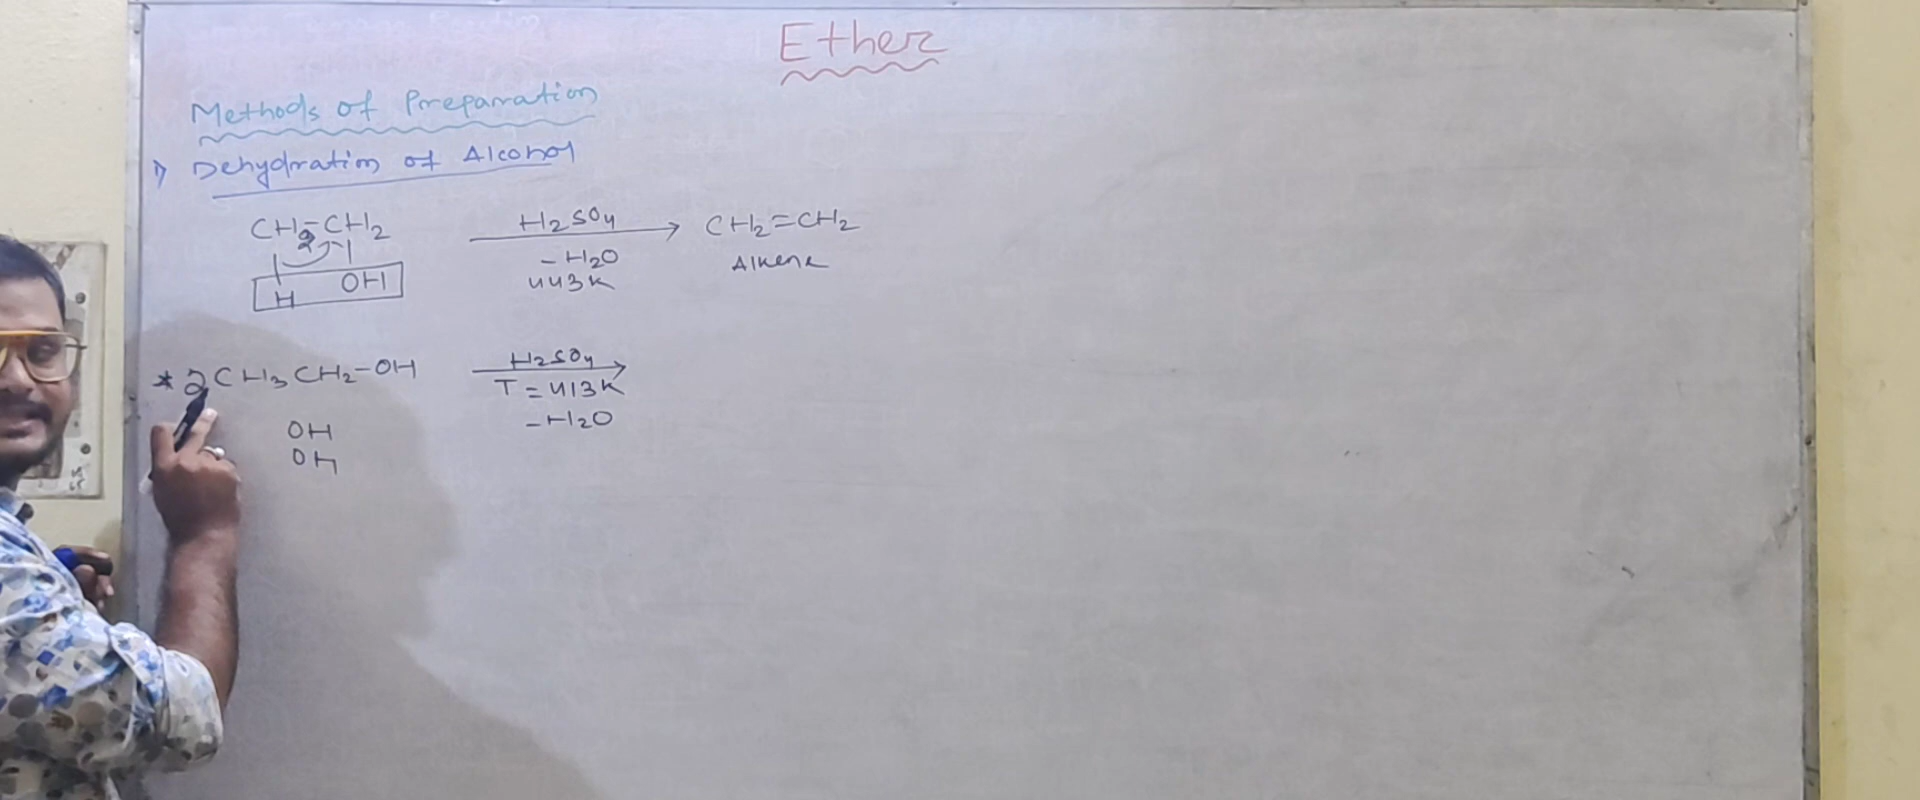 Ether
Methods of Preparation
1) Dehydration of Alcohol
CH2-CH2
H OH
H2SO4
-H2O
443K
CH2=CH2
Alkene
* 2CH3CH2-OH
H2SO4
T = 413K
-H2O
OH
OH